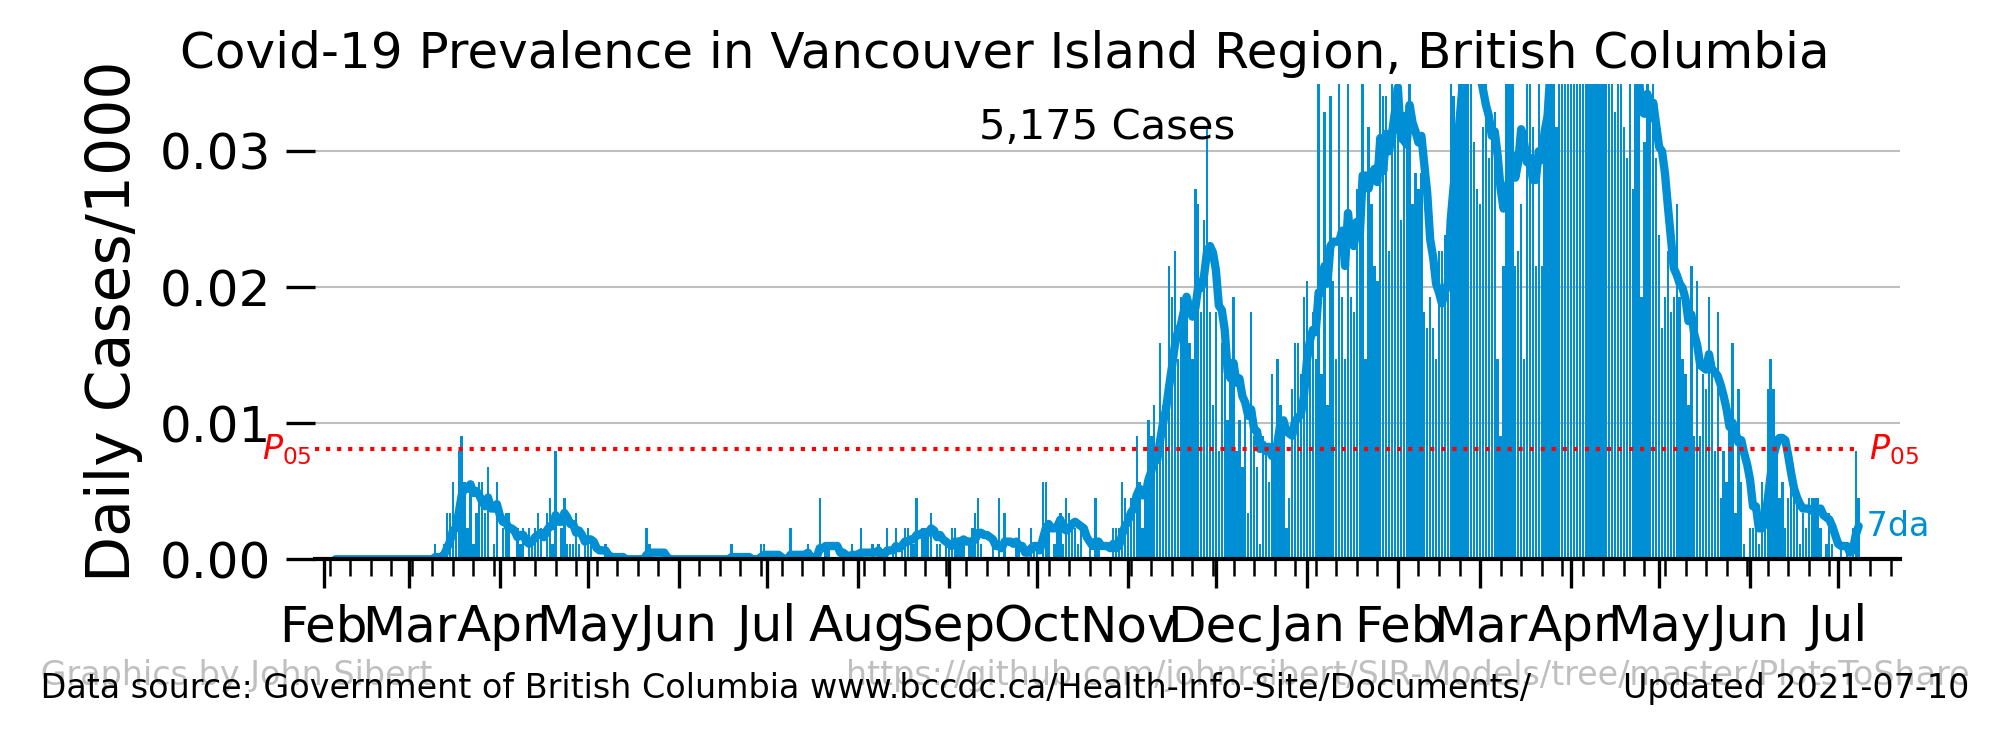 Covid-19 Prevalence in Vancouver Island Region, British Columbia
Daily Cases/1000
5,175 Cases
0.03
0.02
0.01
0.00
P05
P05
7da
Feb Mar Apr May Jun Jul Aug Sep Oct Nov Dec Jan Feb Mar Apr May Jun Jul
Graphics by John Sibert https://github.com/johnrsibert/SIR-Models/tree/master/PlotsToShare
Data source: Government of British Columbia www.bccdc.ca/Health-Info-Site/Documents/ Updated 2021-07-10